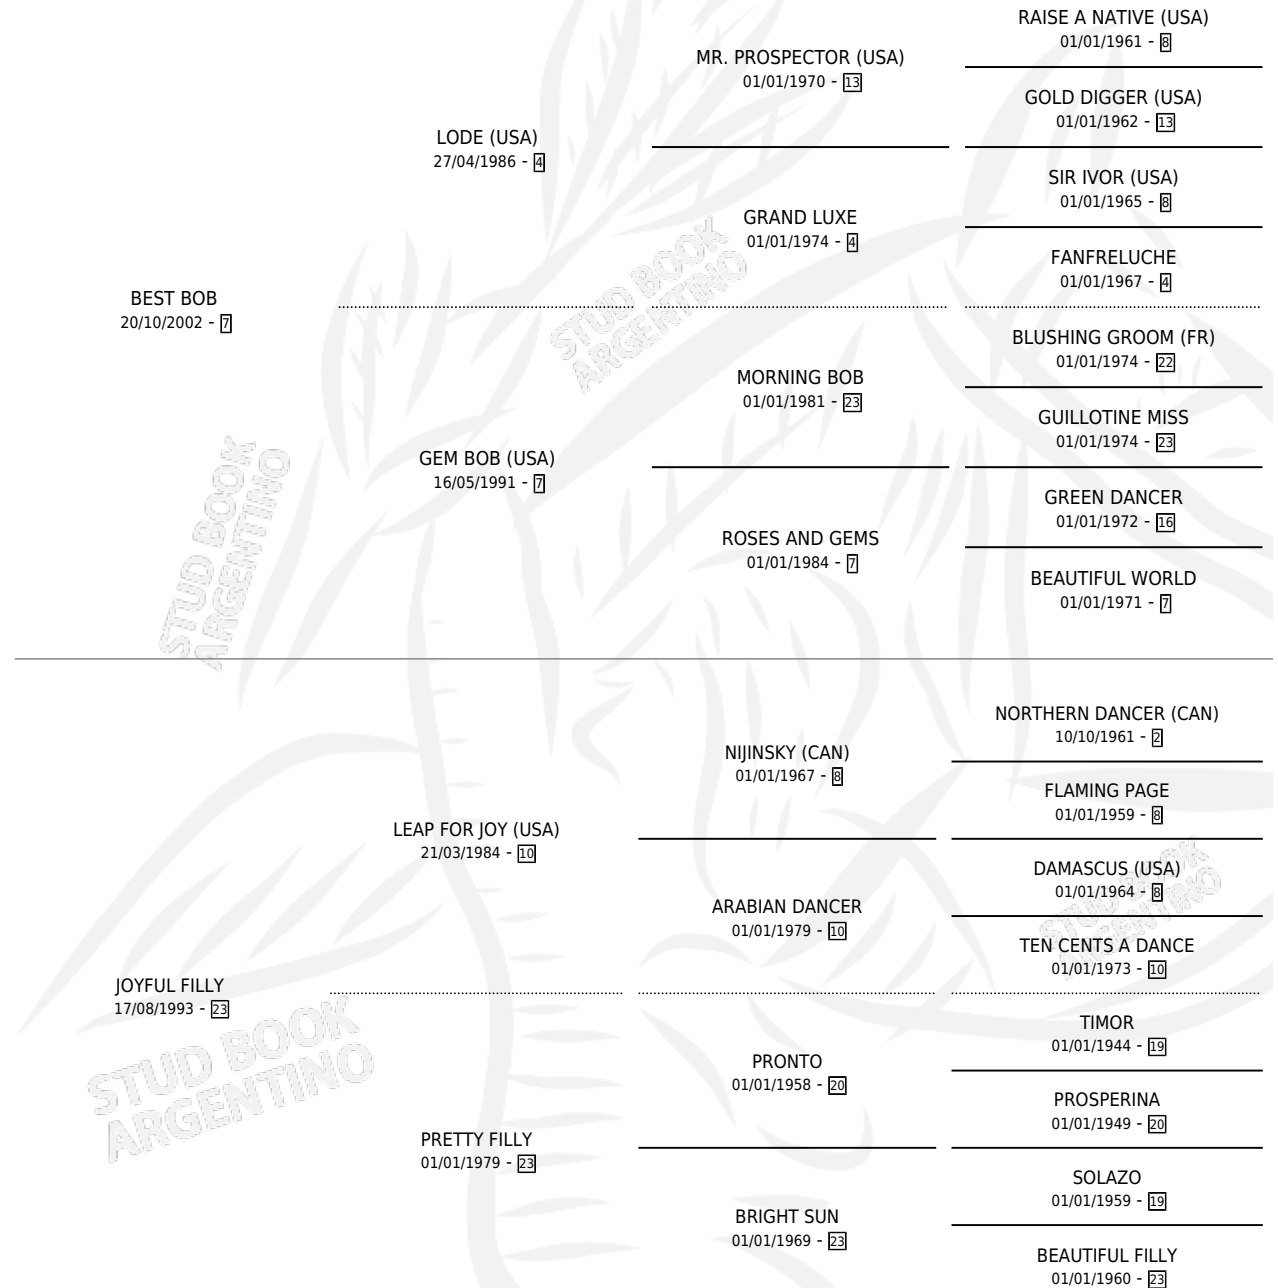 RAISE A NATIVE (USA)
01/01/1961 - 8
MR. PROSPECTOR (USA)
01/01/1970 - 13
GOLD DIGGER (USA)
01/01/1962 - 13
LODE (USA)
27/04/1986 - 4
SIR IVOR (USA)
01/01/1965 - 8
GRAND LUXE
01/01/1974 - 4
FANFRELUCHE
01/01/1967 - 4
BEST BOB
20/10/2002 - 7
BLUSHING GROOM (FR)
01/01/1974 - 22
MORNING BOB
01/01/1981 - 23
GUILLOTINE MISS
01/01/1974 - 23
GEM BOB (USA)
16/05/1991 - 7
GREEN DANCER
01/01/1972 - 16
ROSES AND GEMS
01/01/1984 - 7
BEAUTIFUL WORLD
01/01/1971 - 7
NORTHERN DANCER (CAN)
10/10/1961 - 2
NIJINSKY (CAN)
01/01/1967 - 8
FLAMING PAGE
01/01/1959 - 8
LEAP FOR JOY (USA)
21/03/1984 - 10
DAMASCUS (USA)
01/01/1964 - 8
ARABIAN DANCER
01/01/1979 - 10
TEN CENTS A DANCE
01/01/1973 - 10
JOYFUL FILLY
17/08/1993 - 23
TIMOR
01/01/1944 - 19
PRONTO
01/01/1958 - 20
PROSPERINA
01/01/1949 - 20
PRETTY FILLY
01/01/1979 - 23
SOLAZO
01/01/1959 - 19
BRIGHT SUN
01/01/1969 - 23
BEAUTIFUL FILLY
01/01/1960 - 23
STUD BOOK
ARGENTINO
STUD BOOK
ARGENTINO
STUD BOOK
ARGENTINO
STUD BOOK
ARGENTINO